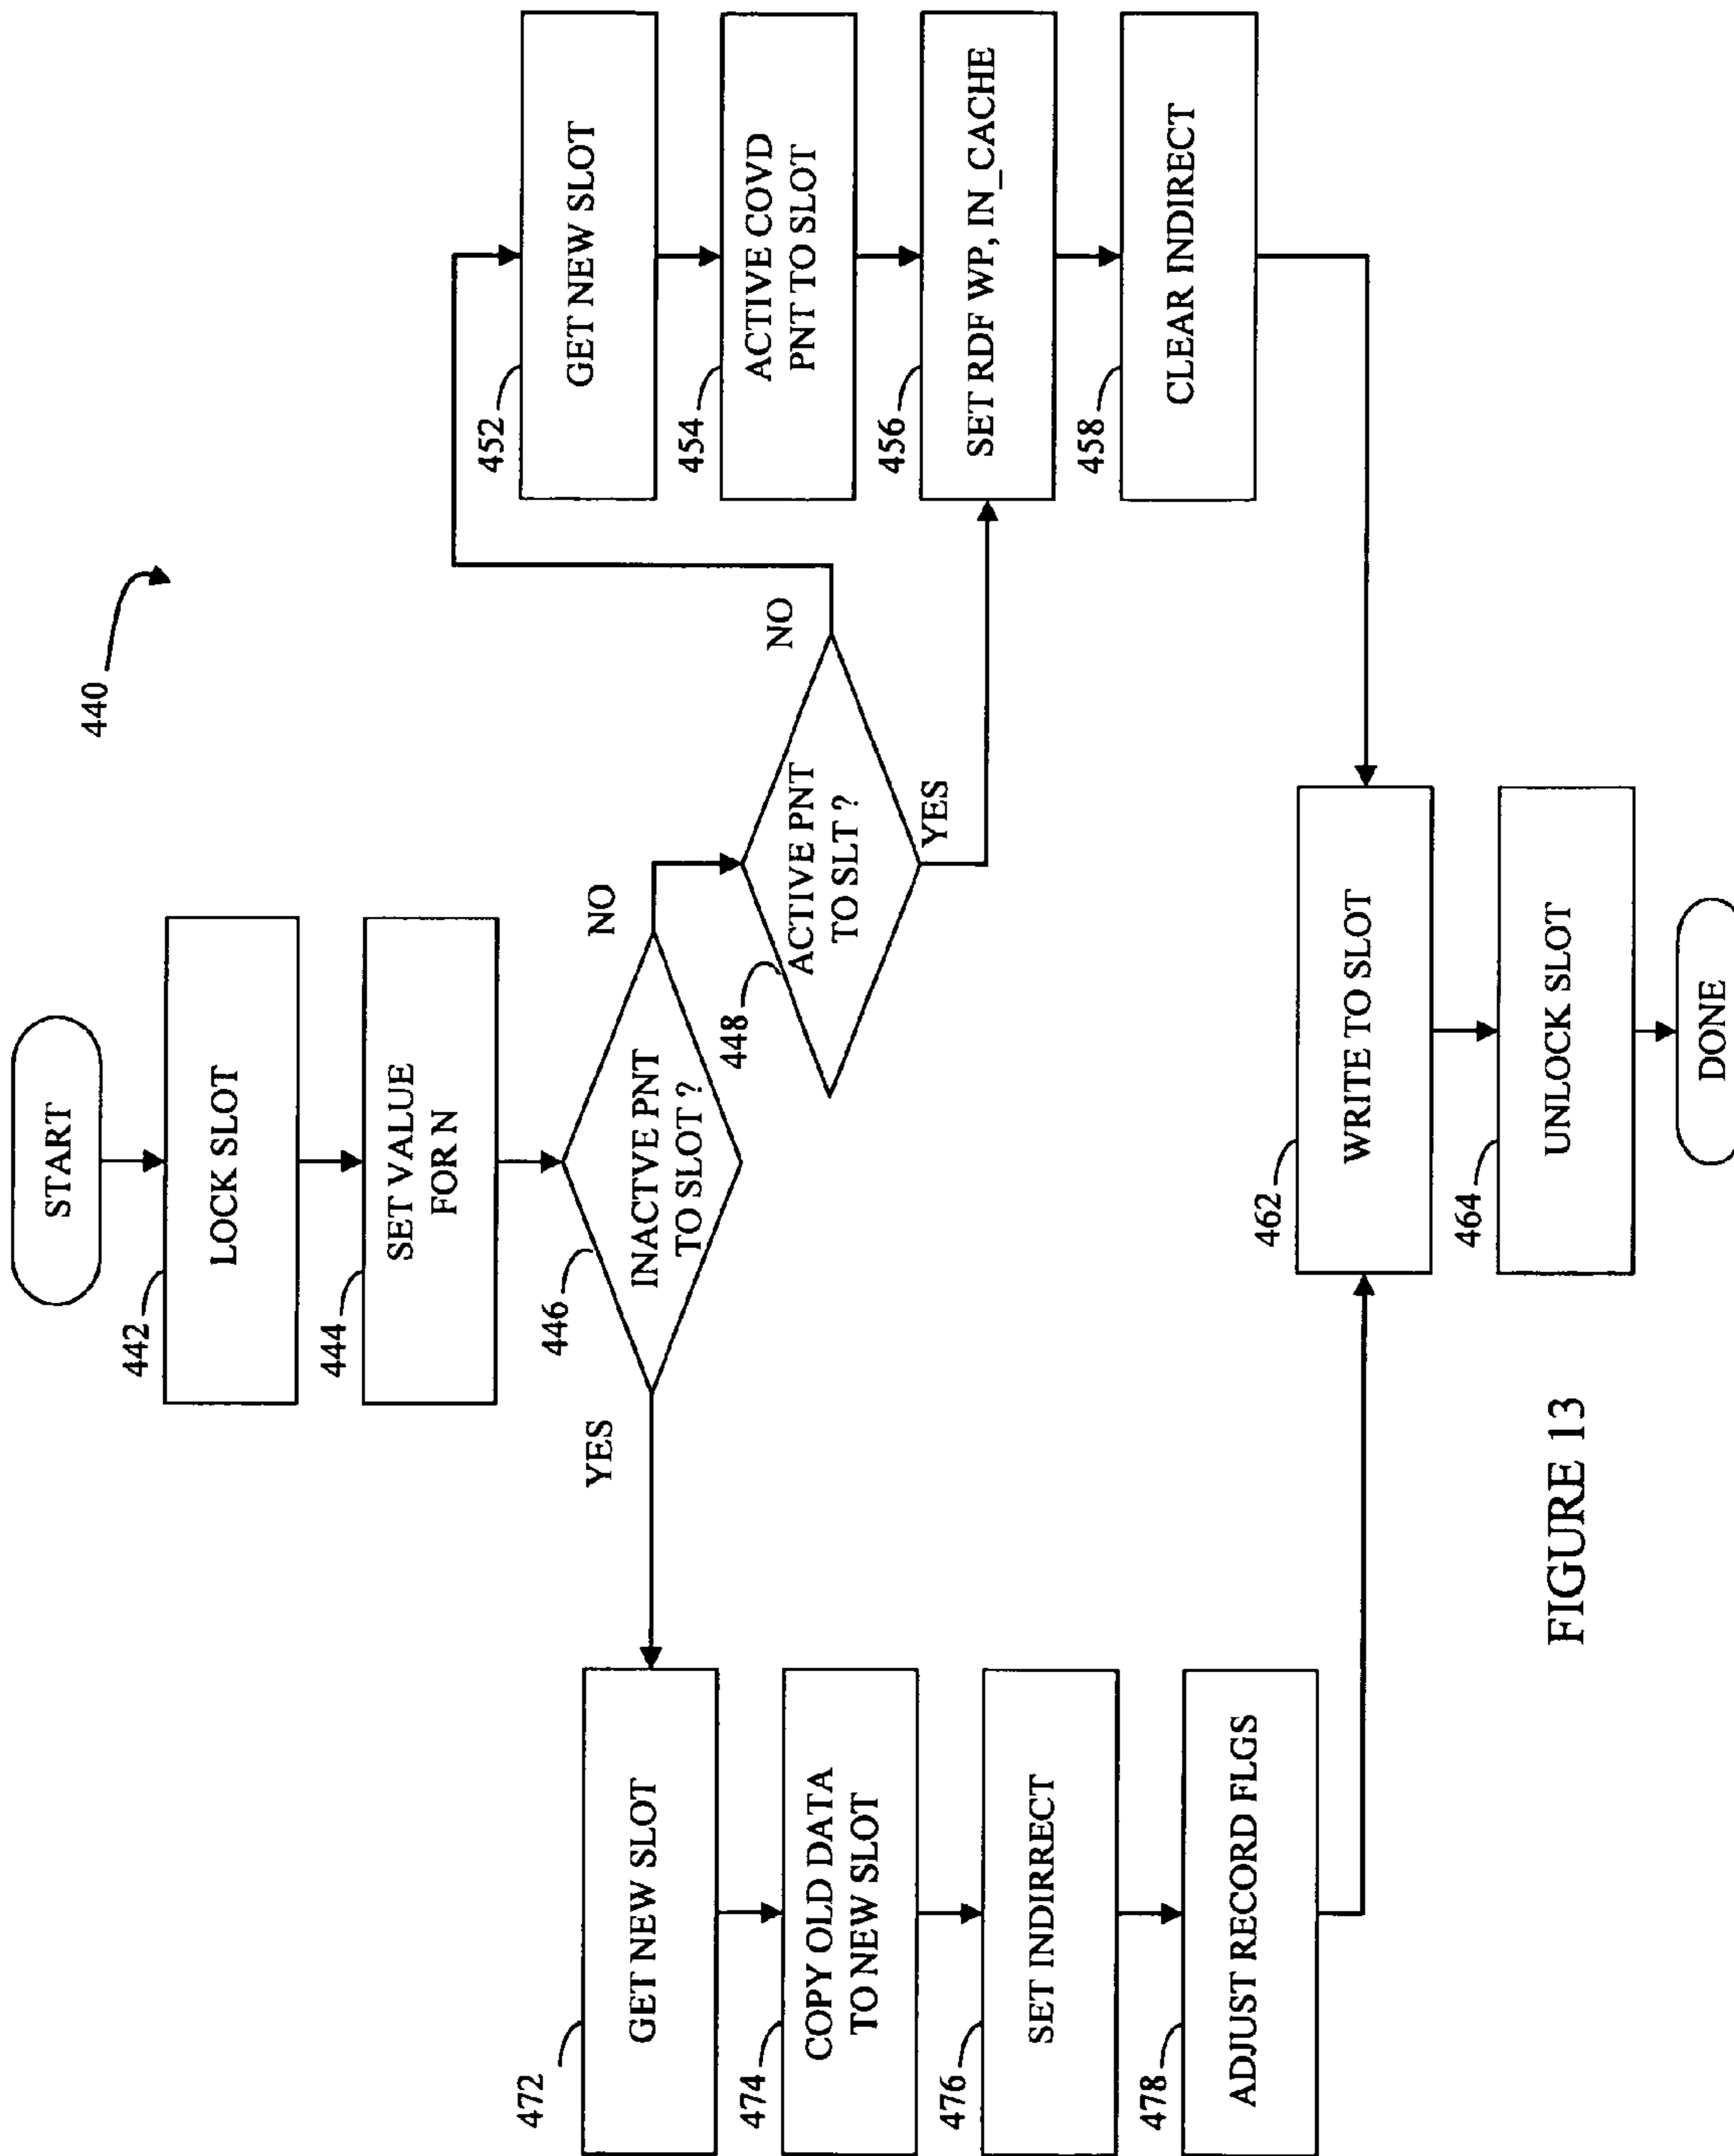 440
START
442
LOCK SLOT
444
SET VALUE
FOR N
446
INACTVE PNT
TO SLOT ?
YES
NO
448
ACTIVE PNT
TO SLT ?
NO
YES
452
GET NEW SLOT
454
ACTIVE COVD
PNT TO SLOT
456
SET RDF WP, IN_CACHE
458
CLEAR INDIRECT
472
GET NEW SLOT
474
COPY OLD DATA
TO NEW SLOT
476
SET INDIRRECT
478
ADJUST RECORD FLGS
462
WRITE TO SLOT
464
UNLOCK SLOT
DONE
FIGURE 13